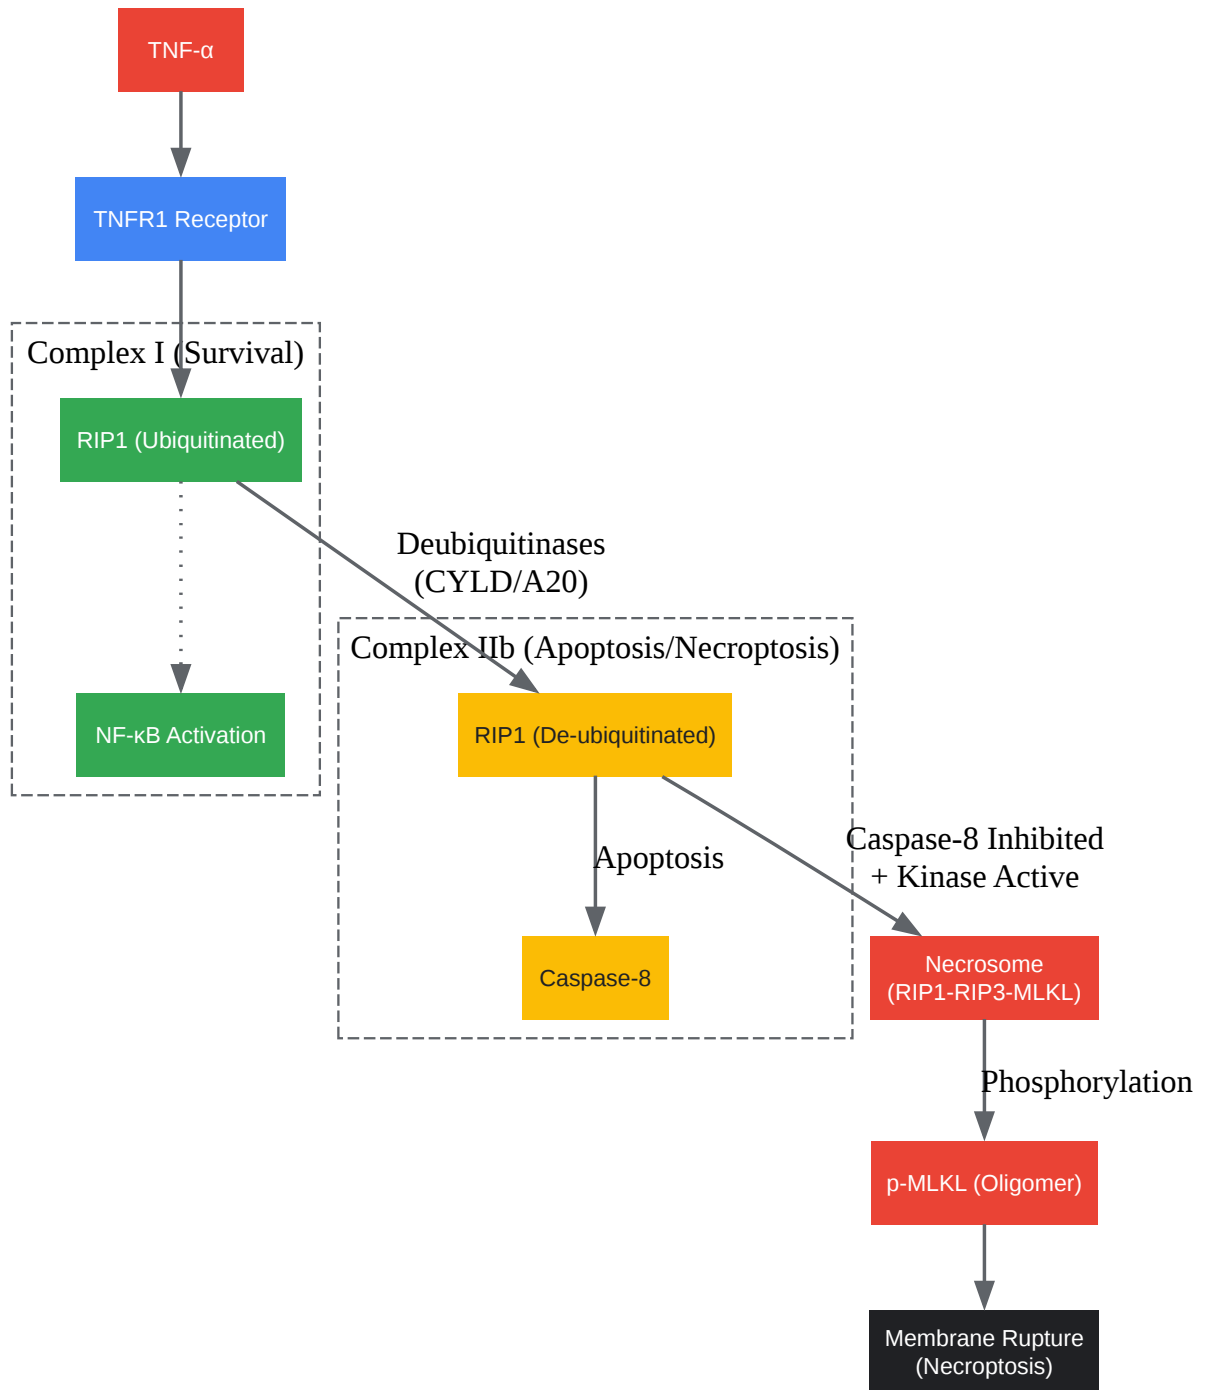 TNF-α
TNFR1 Receptor
Complex I (Survival)
RIP1 (Ubiquitinated)
Deubiquitinases
(CYLD/A20)
Complex IIb (Apoptosis/Necroptosis)
NF-κB Activation
RIP1 (De-ubiquitinated)
Apoptosis
Caspase-8 Inhibited
+ Kinase Active
Caspase-8
Necrosome
(RIP1-RIP3-MLKL)
Phosphorylation
p-MLKL (Oligomer)
Membrane Rupture
(Necroptosis)